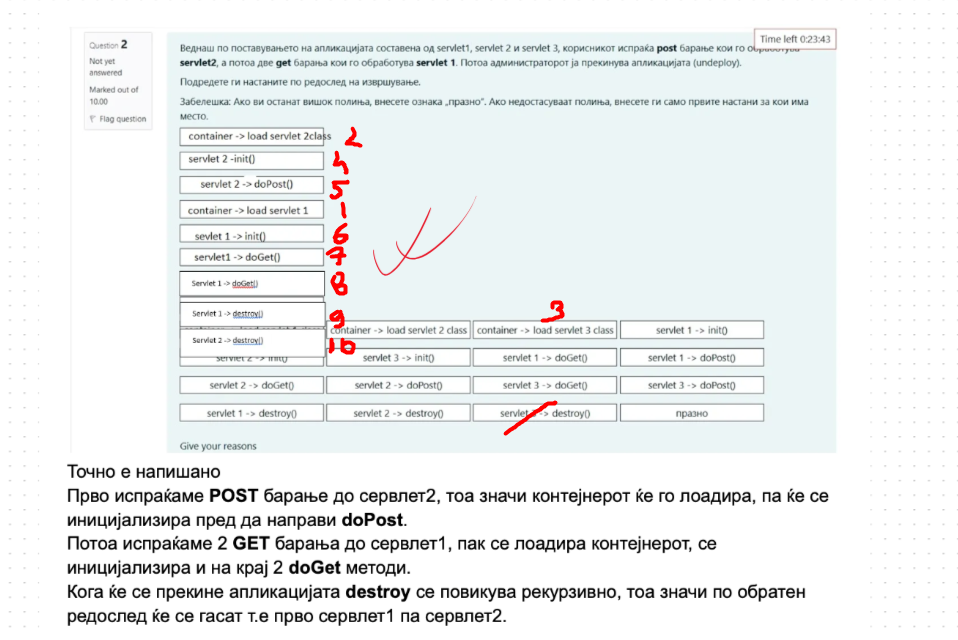 Time left 0:23:43
Question 2
Not yet
answered
Marked out of
10.00
Flag question
Веднаш по поставувањето на апликацијата составена од servlet1, servlet 2 и servlet 3, корисникот испраќа post барање кои го обработува
servlet2, а потоа две get барања кои го обработува servlet 1. Потоа администраторот ја прекинува апликацијата (undeploy).
Подредете ги настаните по редослед на извршување.
Забелешка: Ако ви останат вишок полиња, внесете ознака „празно". Ако недостасуваат полиња, внесете ги само првите настани за кои има
место.
container -> load servlet 2class 2
servlet 2 -init() 4
servlet 2 -> doPost() 5
container -> load servlet 1 1
sevlet 1 -> init() 6
servlet1 -> doGet() 7
Servlet 1 -> doGet() 8
Servlet 1 -> destroy() 9
Servlet 2 -> destroy() 10
3
container -> load servlet 2 class container -> load servlet 3 class servlet 1 -> init()
servlet 2 -> init() servlet 3 -> init() servlet 1 -> doGet() servlet 1 -> doPost()
servlet 2 -> doGet() servlet 2 -> doPost() servlet 3 -> doGet() servlet 3 -> doPost()
servlet 1 -> destroy() servlet 2 -> destroy() servlet 3 -> destroy() празно
Give your reasons
Точно е напишано
Прво испраќаме POST барање до сервлет2, тоа значи контејнерот ќе го лоадира, па ќе се
иницијализира пред да направи doPost.
Потоа испраќаме 2 GET барања до сервлет1, пак се лоадира контејнерот, се
иницијализира и на крај 2 doGet методи.
Кога ќе се прекине апликацијата destroy се повикува рекурзивно, тоа значи по обратен
редослед ќе се гасат т.е прво сервлет1 па сервлет2.